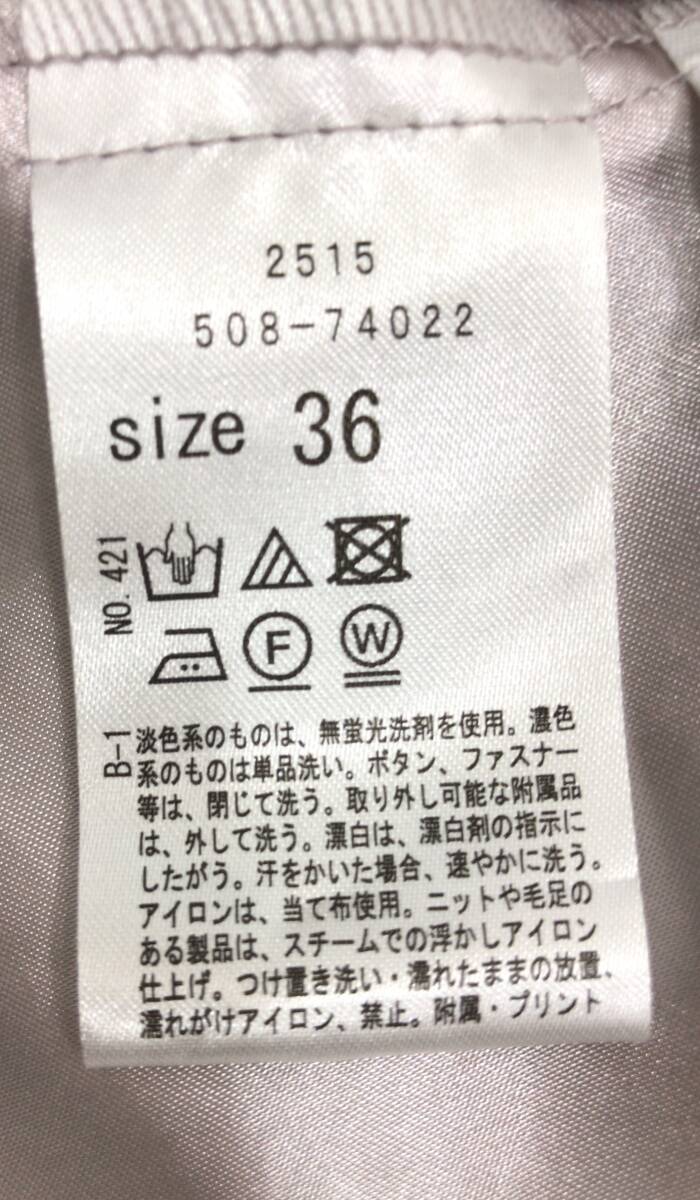 2515
508-74022
size 36
NO. 421
F W
B-1
淡色系のものは、無蛍光洗剤を使用。濃色
系のものは単品洗い。ボタン、ファスナー
等は、閉じて洗う。取り外し可能な附属品
は、外して洗う。漂白は、漂白剤の指示に
したがう。汗をかいた場合、速やかに洗う。
アイロンは、当て布使用。ニットや毛足の
ある製品は、スチームでの浮かしアイロン
仕上げ。つけ置き洗い・濡れたままの放置、
濡れがけアイロン、禁止。附属・プリント